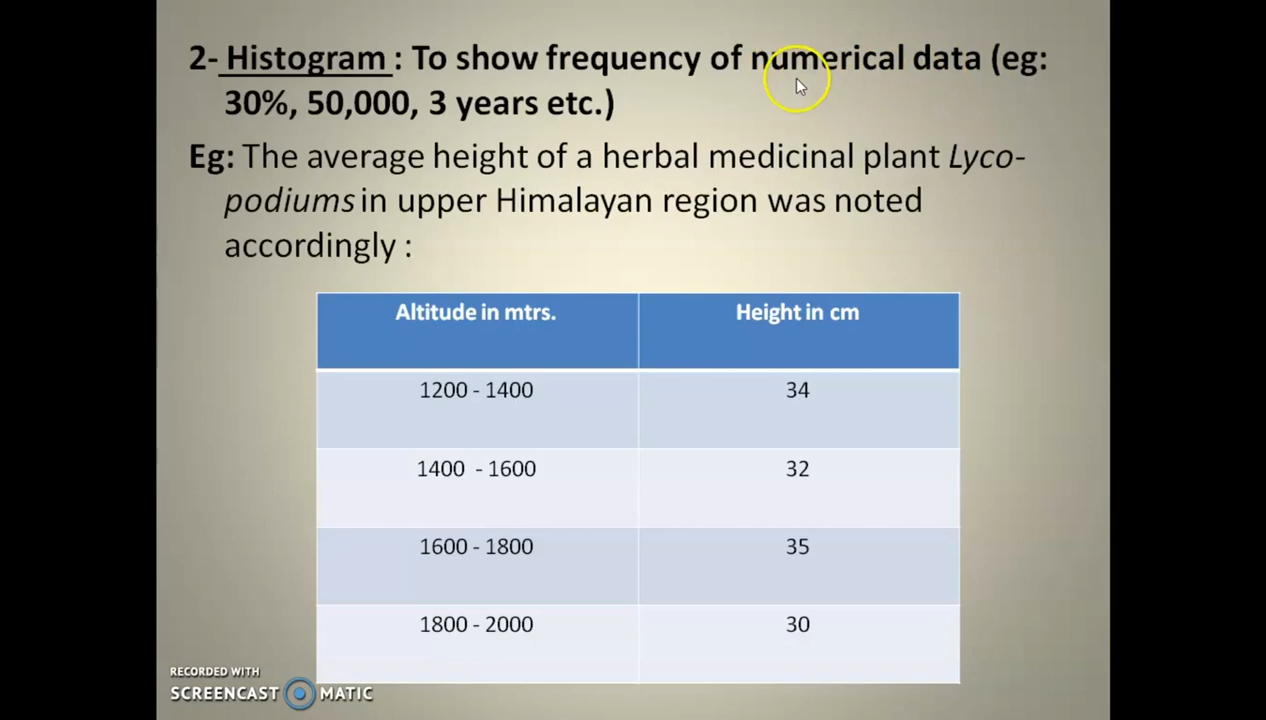 2- Histogram : To show frequency of numerical data (eg:
30%, 50,000, 3 years etc.)
Eg: The average height of a herbal medicinal plant Lyco-
podiums in upper Himalayan region was noted
accordingly :
Altitude in mtrs. Height in cm
1200 - 1400 34
1400 - 1600 32
1600 - 1800 35
1800 - 2000 30
RECORDED WITH
SCREENCAST MATIC